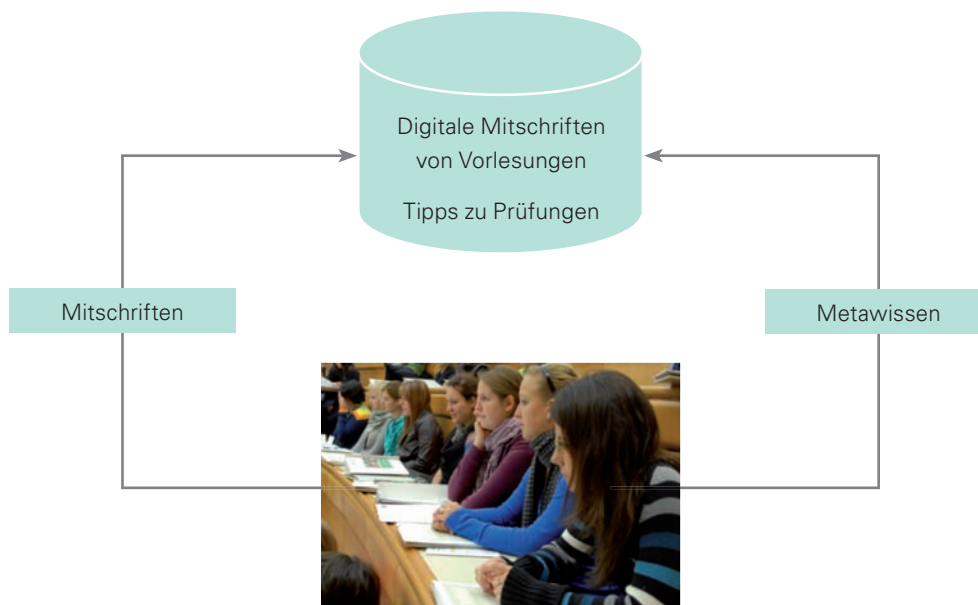 Digitale Mitschriften
von Vorlesungen
Tipps zu Prüfungen
Mitschriften
Metawissen